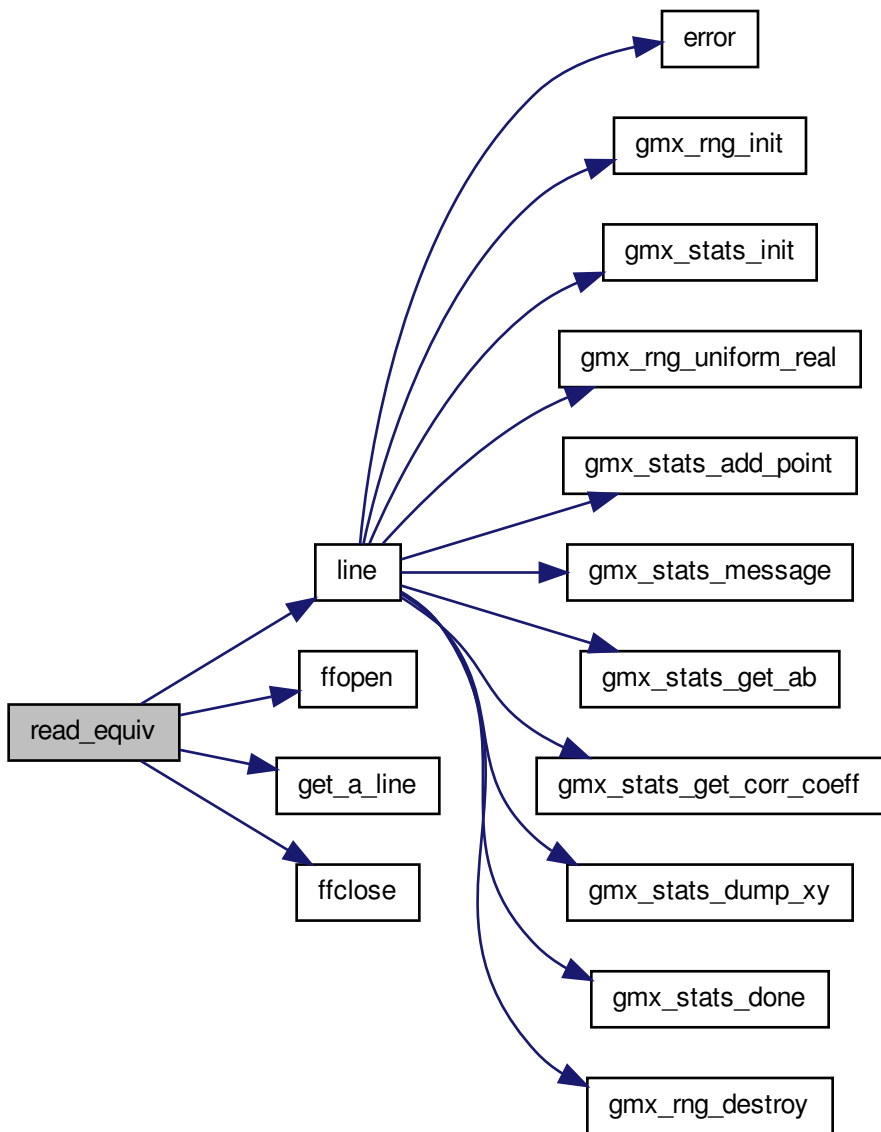 error
gmx_rng_init
gmx_stats_init
gmx_rng_uniform_real
gmx_stats_add_point
line
gmx_stats_message
ffopen
gmx_stats_get_ab
read_equiv
get_a_line
gmx_stats_get_corr_coeff
ffclose
gmx_stats_dump_xy
gmx_stats_done
gmx_rng_destroy